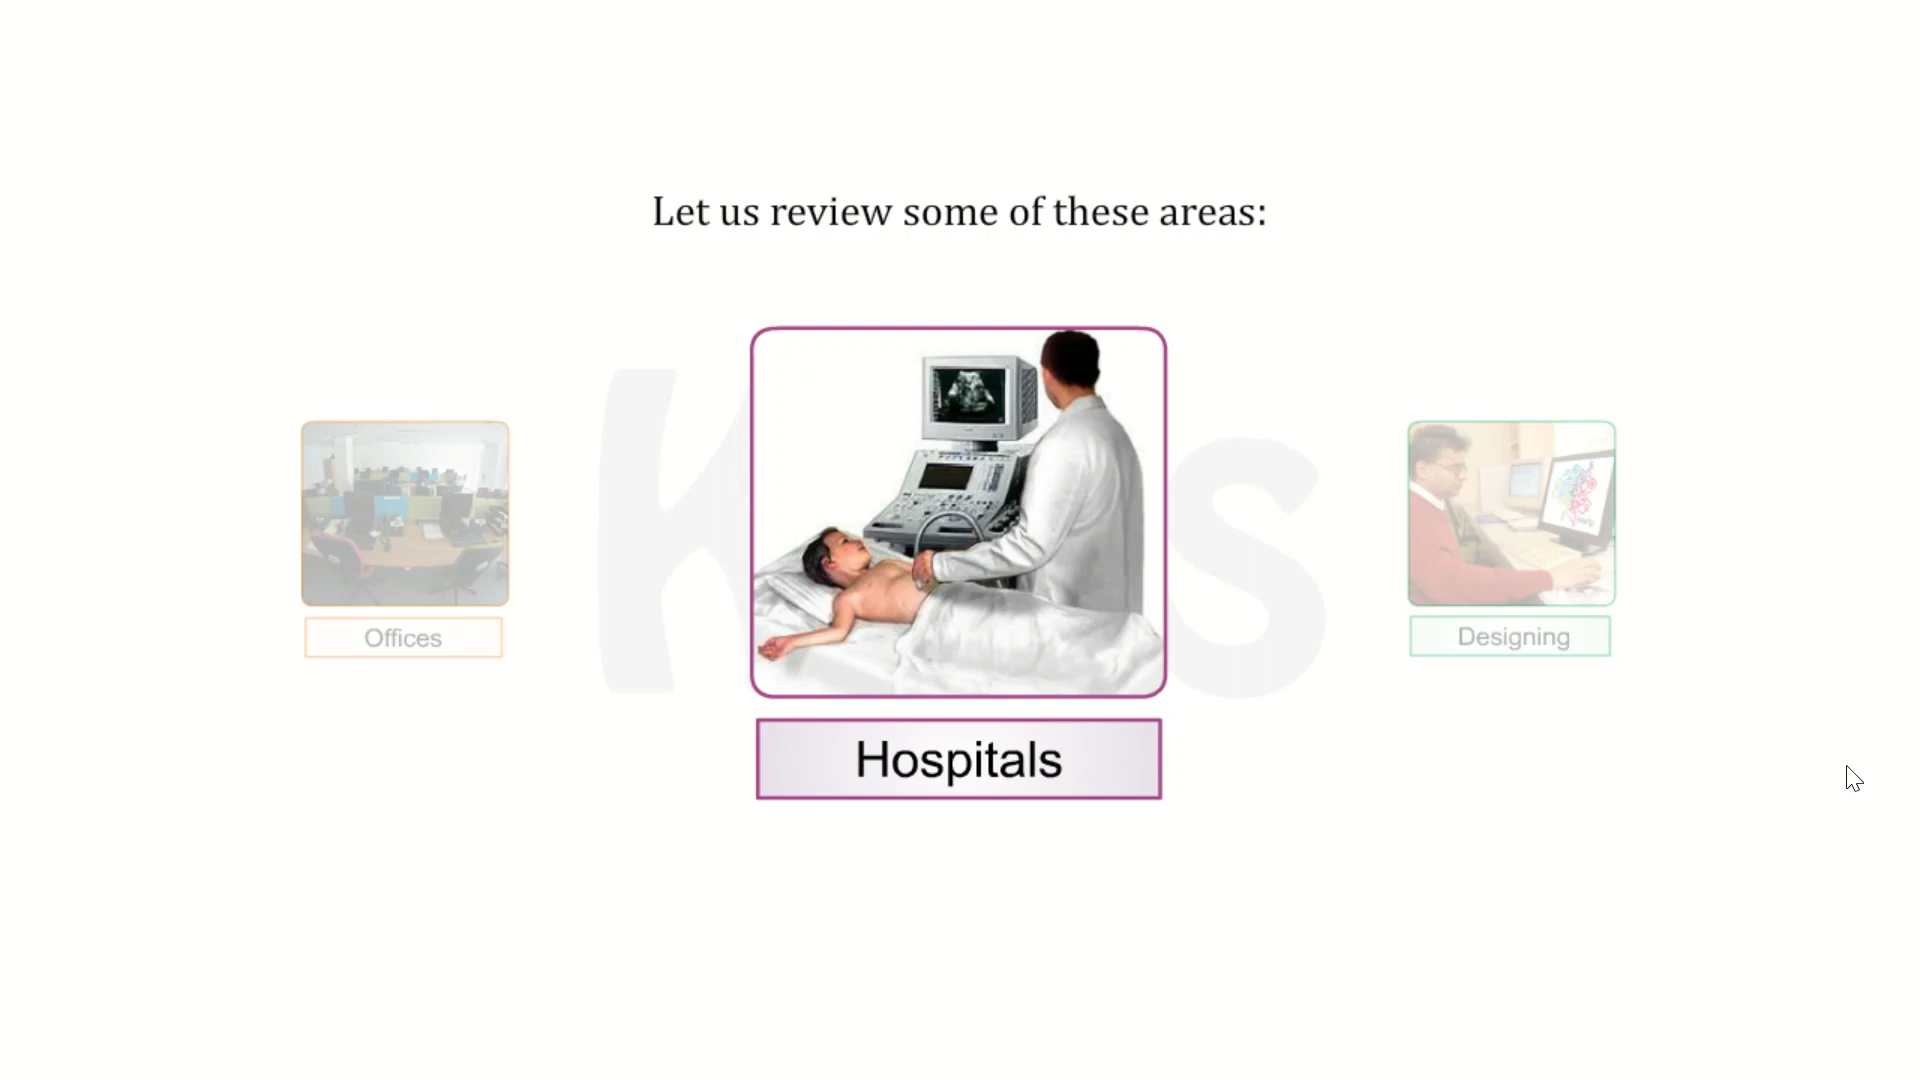 Let us review some of these areas:
Offices
Hospitals
Designing